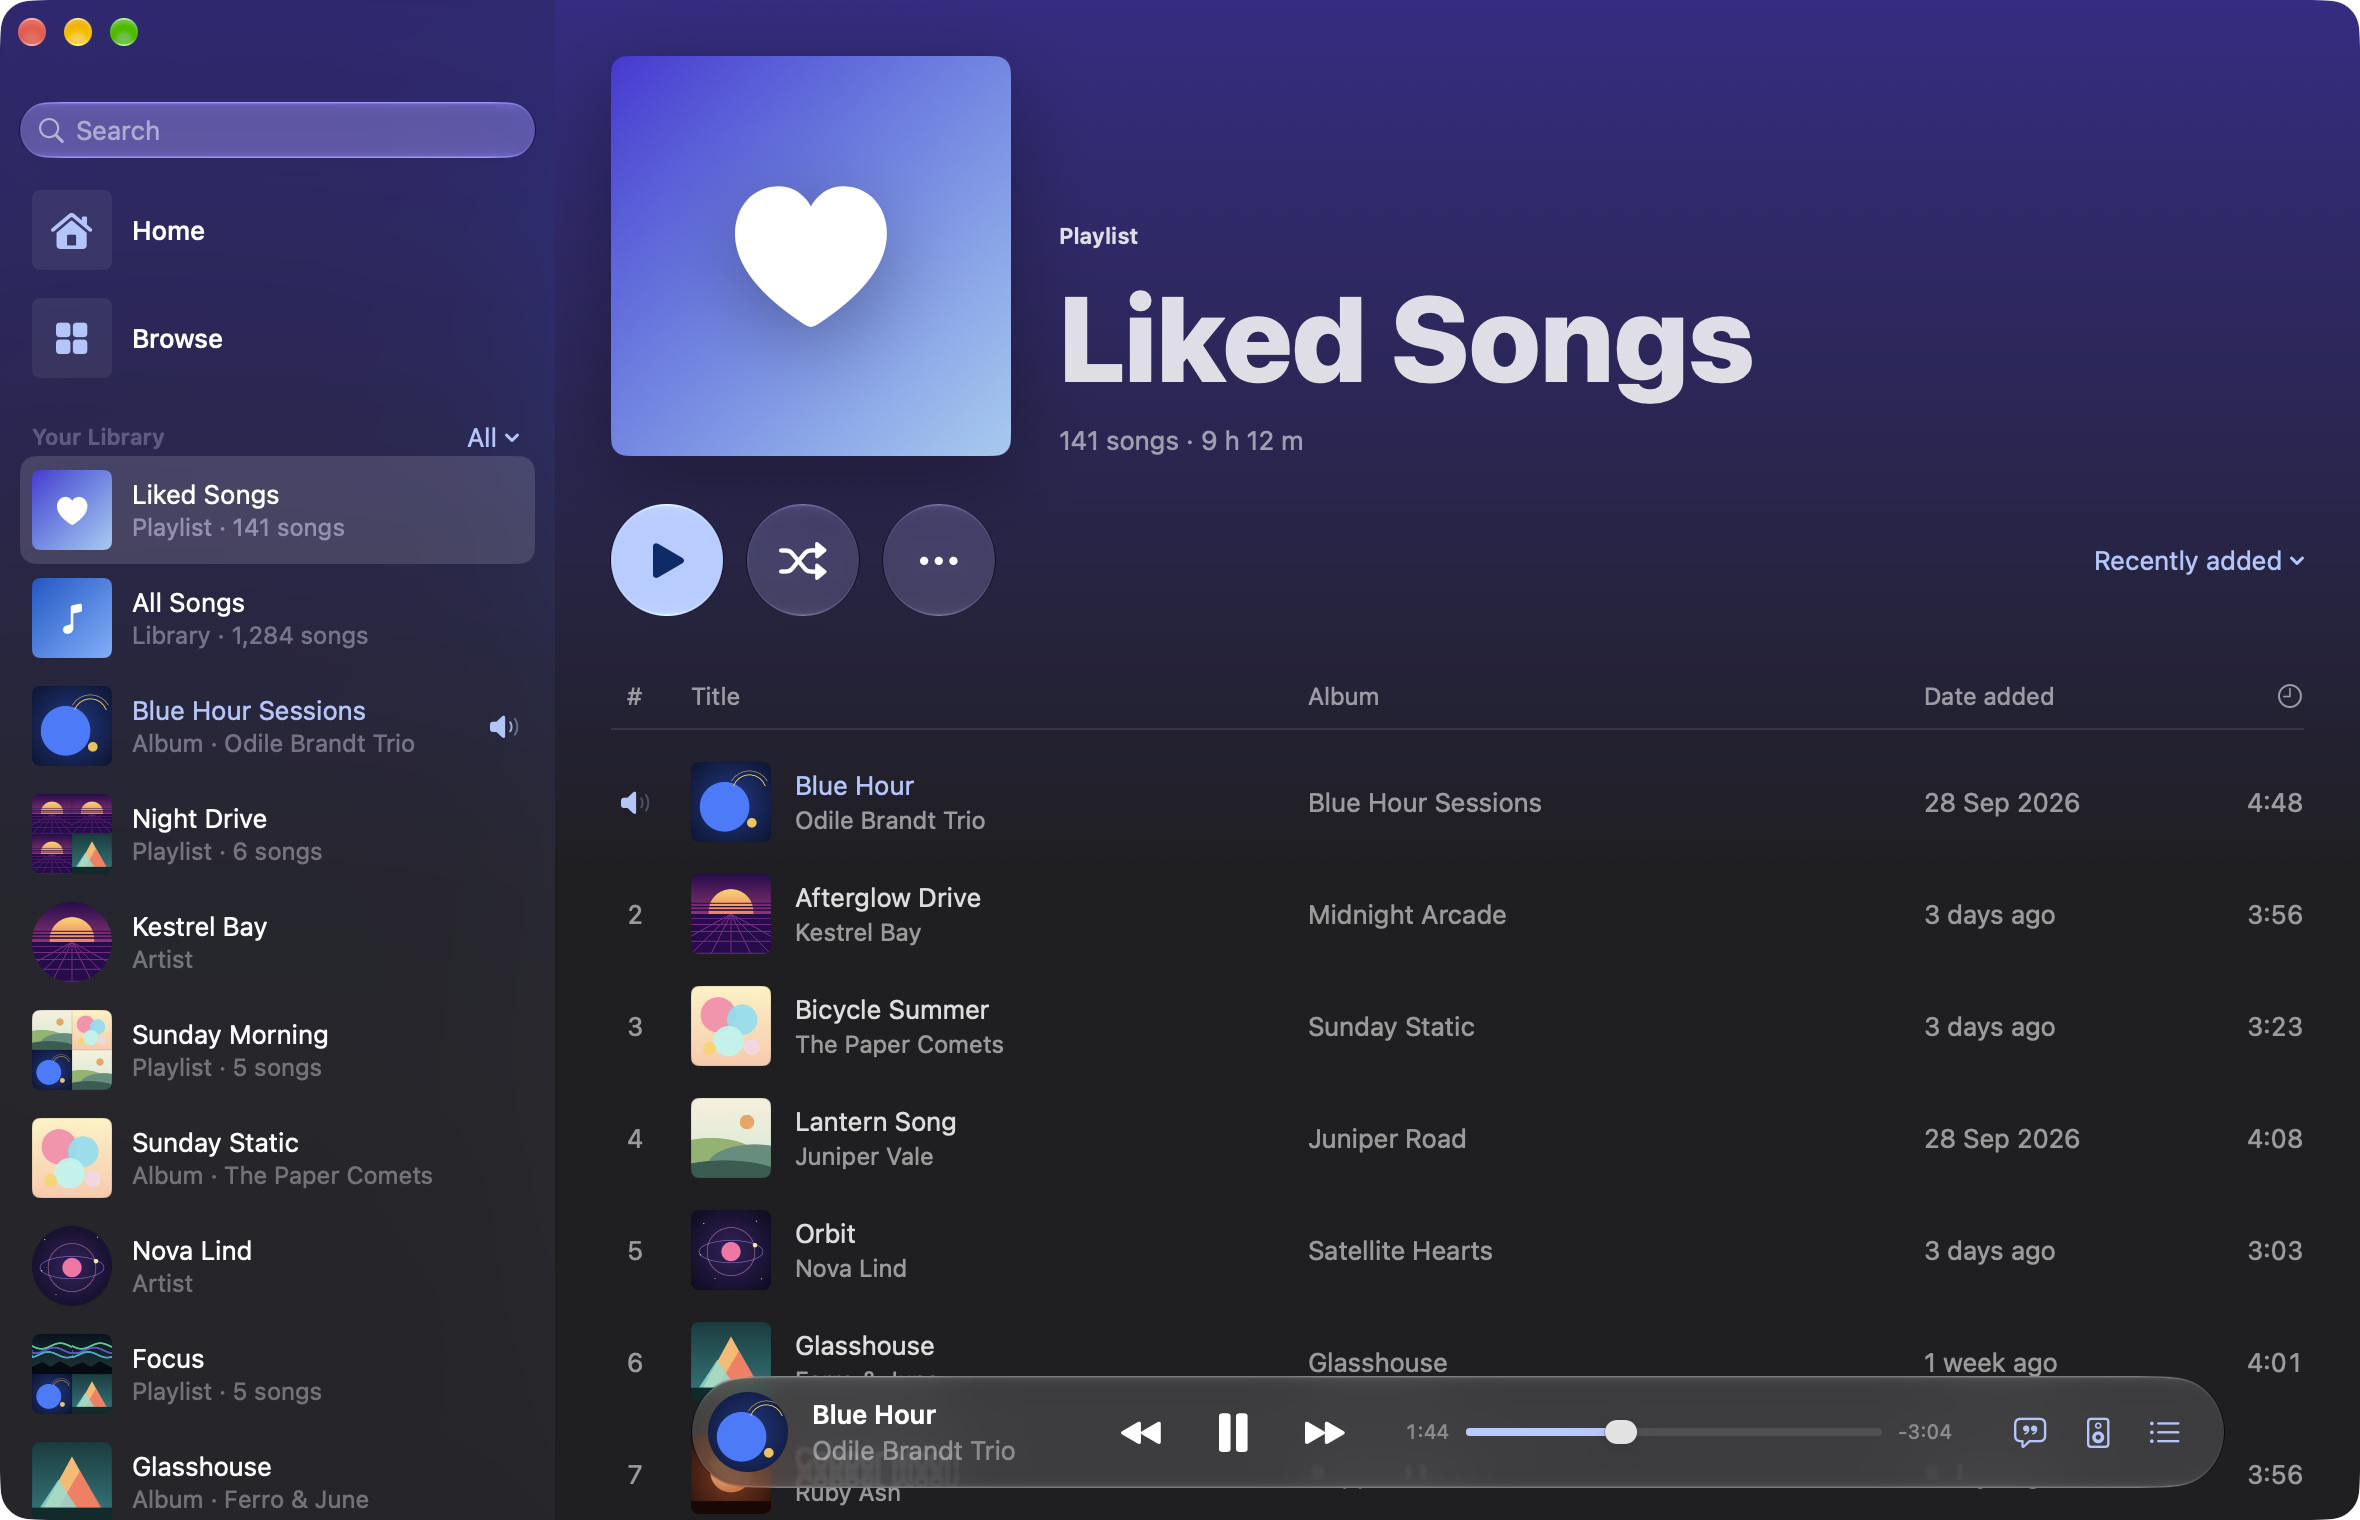 Search
Home
Browse
Your Library
All
Liked Songs
Playlist · 141 songs
All Songs
Library · 1,284 songs
Blue Hour Sessions
Album · Odile Brandt Trio
Night Drive
Playlist · 6 songs
Kestrel Bay
Artist
Sunday Morning
Playlist · 5 songs
Sunday Static
Album · The Paper Comets
Nova Lind
Artist
Focus
Playlist · 5 songs
Glasshouse
Album · Ferro & June
Playlist
Liked Songs
141 songs · 9 h 12 m
Recently added
# Title Album Date added
Blue Hour
Odile Brandt Trio
Blue Hour Sessions 28 Sep 2026 4:48
2
Afterglow Drive
Kestrel Bay
Midnight Arcade 3 days ago 3:56
3
Bicycle Summer
The Paper Comets
Sunday Static 3 days ago 3:23
4
Lantern Song
Juniper Vale
Juniper Road 28 Sep 2026 4:08
5
Orbit
Nova Lind
Satellite Hearts 3 days ago 3:03
6
Glasshouse
Glasshouse 1 week ago 4:01
Blue Hour
Odile Brandt Trio
1:44 -3:04
7
Ruby Ash
3:56